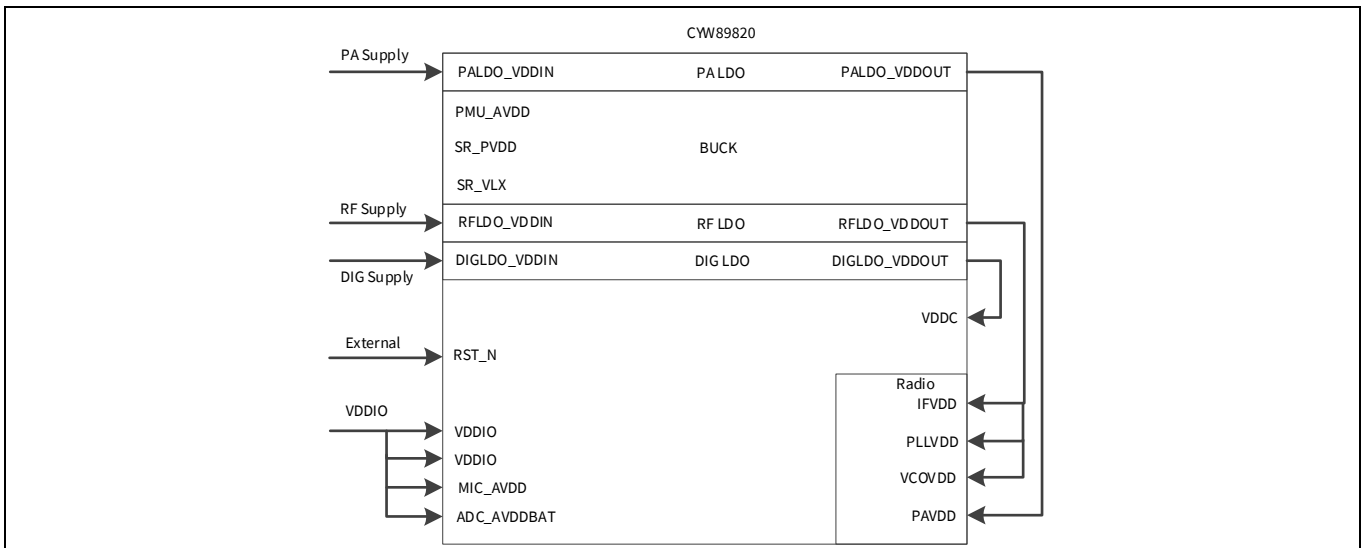 CYW89820
PA Supply
PALDO_VDDIN PALDO PALDO_VDDOUT
PMU_AVDD
SR_PVDD BUCK
SR_VLX
RF Supply
RFLDO_VDDIN RF LDO RFLDO_VDDOUT
DIGLDO_VDDIN DIG LDO DIGLDO_VDDOUT
DIG Supply
VDDC
External
RST_N
Radio
IFVDD
VDDIO
VDDIO
PLLVDD
VDDIO
VCOVDD
MIC_AVDD
ADC_AVDDBAT PAVDD